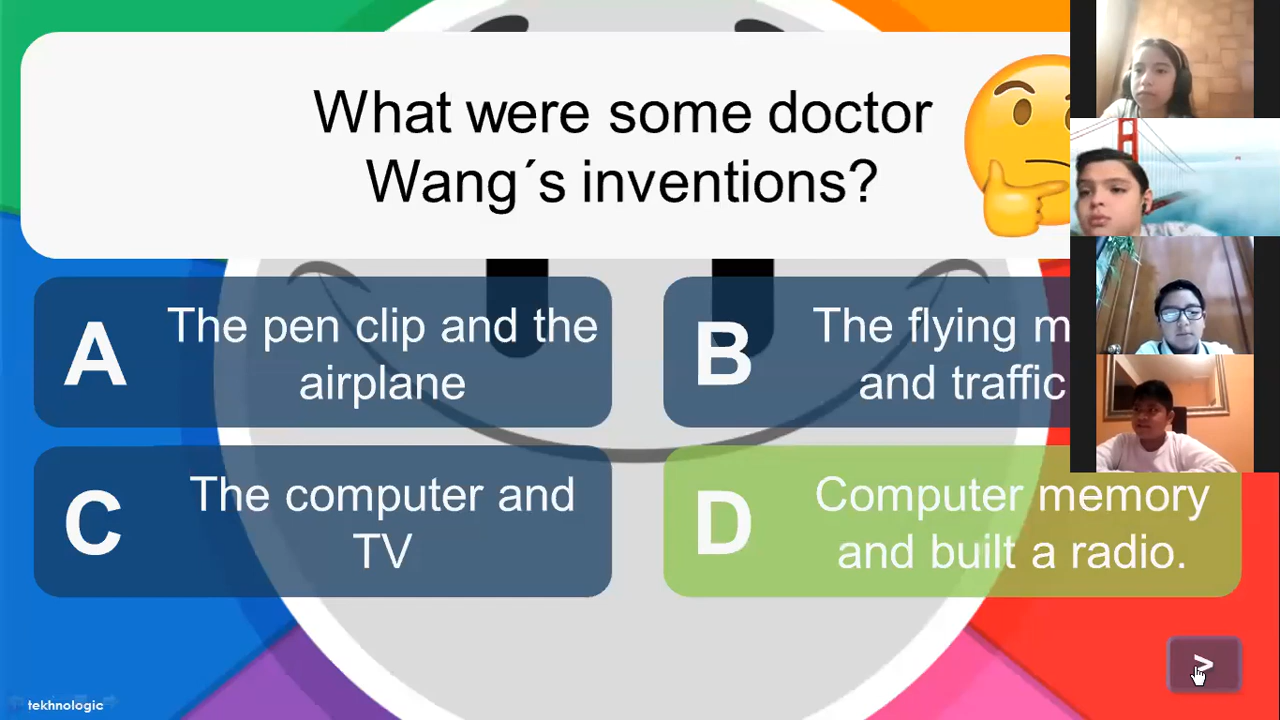 What were some doctor
Wang´s inventions?
A
The pen clip and the
airplane
B
The flying
and traffic
C
The computer and
TV
D
Computer memory
and built a radio.
>
tekhnologic